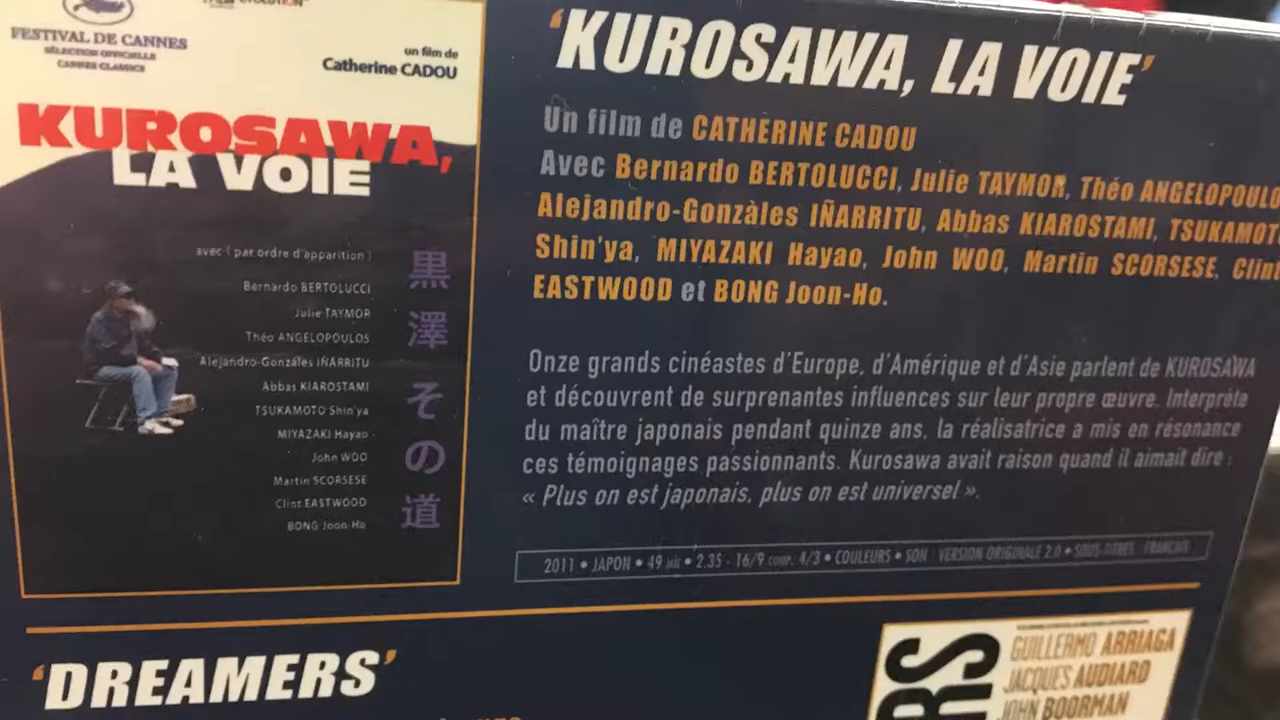 FESTIVAL DE CANNES
SÉLECTION OFFICIELLE
CANNES CLASSICS
un film de
Catherine CADOU
KUROSAWA,
LA VOIE
avec ( par ordre d'apparition )
Bernardo BERTOLUCCI
Julie TAYMOR
Théo ANGELOPOULOS
Alejandro-Gonzáles IÑARRITU
Abbas KIAROSTAMI
TSUKAMOTO Shin'ya
MIYAZAKI Hayao
John WOO
Martin SCORSESE
Clint EASTWOOD
BONG Joon-Ho
黒澤その道
'KUROSAWA, LA VOIE'
Un film de CATHERINE CADOU
Avec Bernardo BERTOLUCCI, Julie TAYMOR, Théo ANGELOPOULO
Alejandro-Gonzàles IÑARRITU, Abbas KIAROSTAMI, TSUKAMOT
Shin'ya, MIYAZAKI Hayao, John WOO, Martin SCORSESE, Clint
EASTWOOD et BONG Joon-Ho.
Onze grands cinéastes d'Europe, d'Amérique et d'Asie parlent de KUROSAWA
et découvrent de surprenantes influences sur leur propre œuvre. Interprète
du maître japonais pendant quinze ans, la réalisatrice a mis en résonance
ces témoignages passionnants. Kurosawa avait raison quand il aimait dire :
« Plus on est japonais, plus on est universel ».
2011 • JAPON • 49 MIN • 2.35 - 16/9 COMP. 4/3 • COULEURS • SON : VERSION ORIGINALE 2.0 • SOUS-TITRES : FRANÇAIS
'DREAMERS'
RS
GUILLERMO ARRIAGA
JACQUES AUDIARD
JOHN BOORMAN